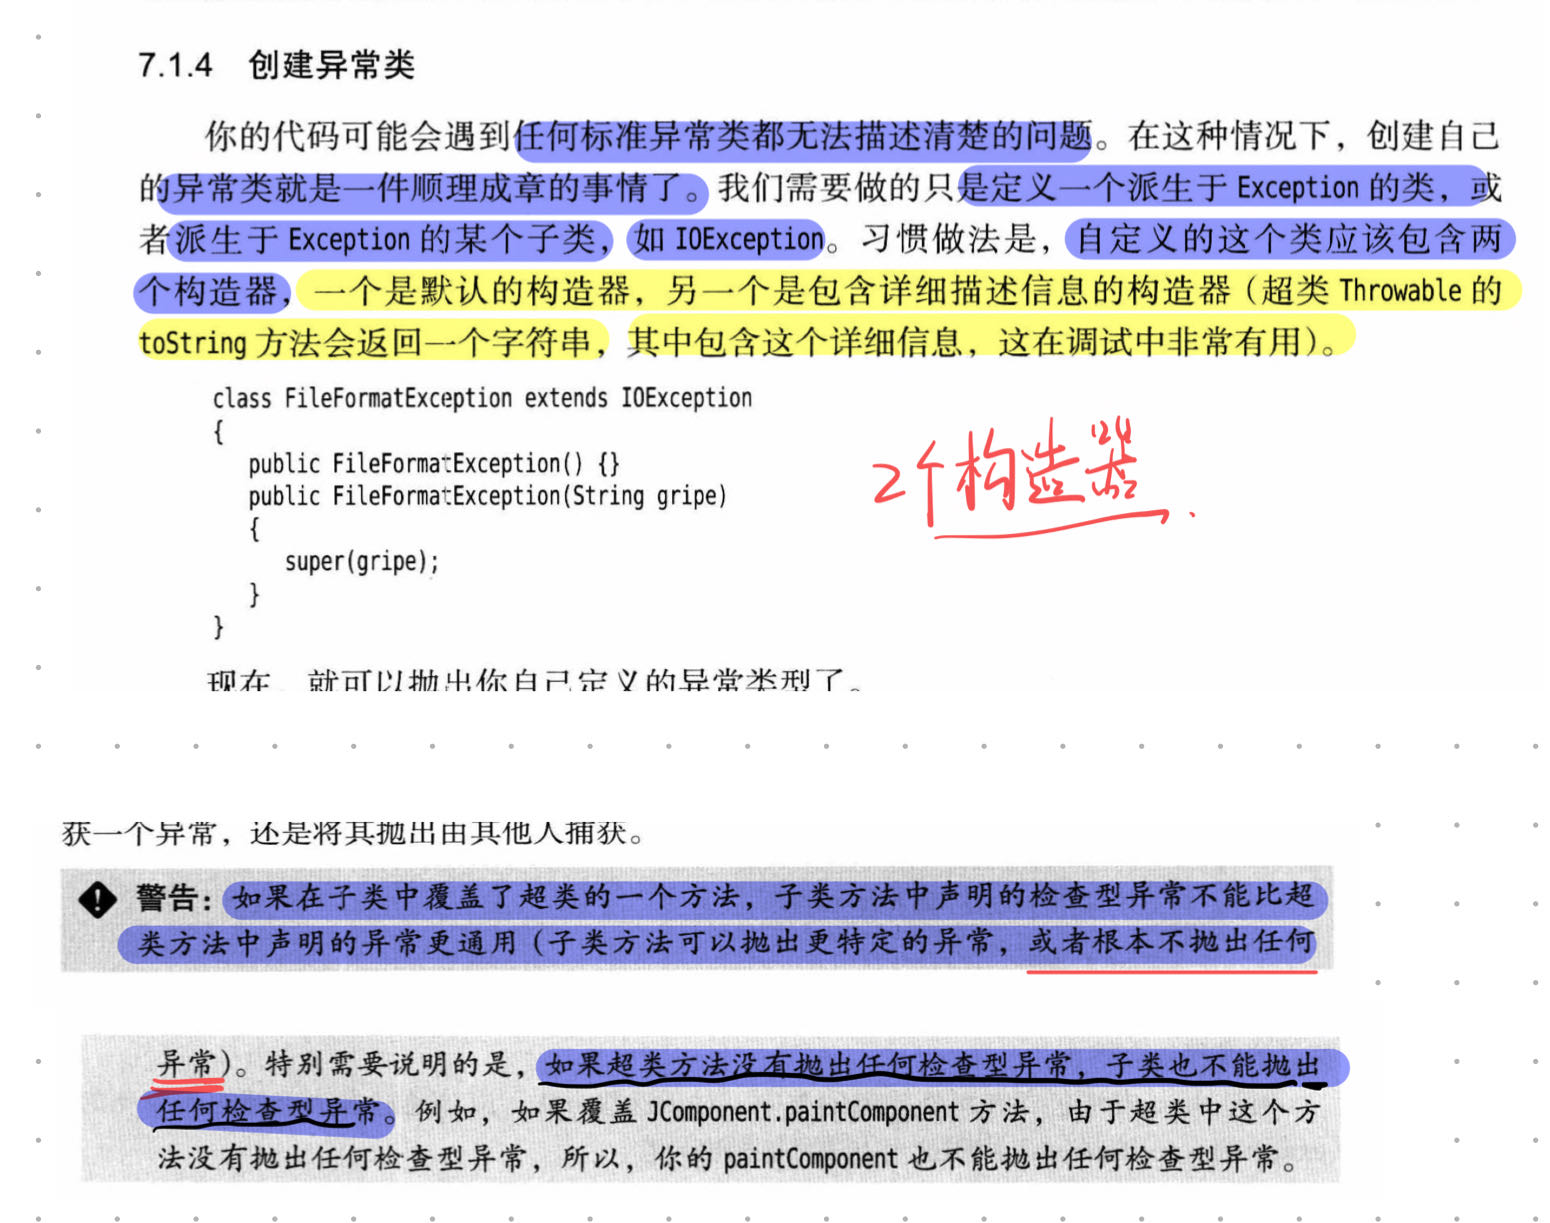 7.1.4 创建异常类
你的代码可能会遇到任何标准异常类都无法描述清楚的问题。在这种情况下，创建自己
的异常类就是一件顺理成章的事情了。我们需要做的只是定义一个派生于 Exception 的类，或
者派生于 Exception 的某个子类，如 IOException。习惯做法是，自定义的这个类应该包含两
个构造器，一个是默认的构造器，另一个是包含详细描述信息的构造器（超类 Throwable 的
toString 方法会返回一个字符串，其中包含这个详细信息，这在调试中非常有用）。
class FileFormatException extends IOException
{
public FileFormatException() {}
public FileFormatException(String gripe)
{
super(gripe);
}
}
2个构造器.
现在，就可以抛出你自己定义的异常类型了。
获一个异常，还是将其抛出由其他人捕获。
警告：如果在子类中覆盖了超类的一个方法，子类方法中声明的检查型异常不能比超
类方法中声明的异常更通用（子类方法可以抛出更特定的异常，或者根本不抛出任何
异常）。特别需要说明的是，如果超类方法没有抛出任何检查型异常，子类也不能抛出
任何检查型异常。例如，如果覆盖 JComponent.paintComponent 方法，由于超类中这个方
法没有抛出任何检查型异常，所以，你的 paintComponent 也不能抛出任何检查型异常。